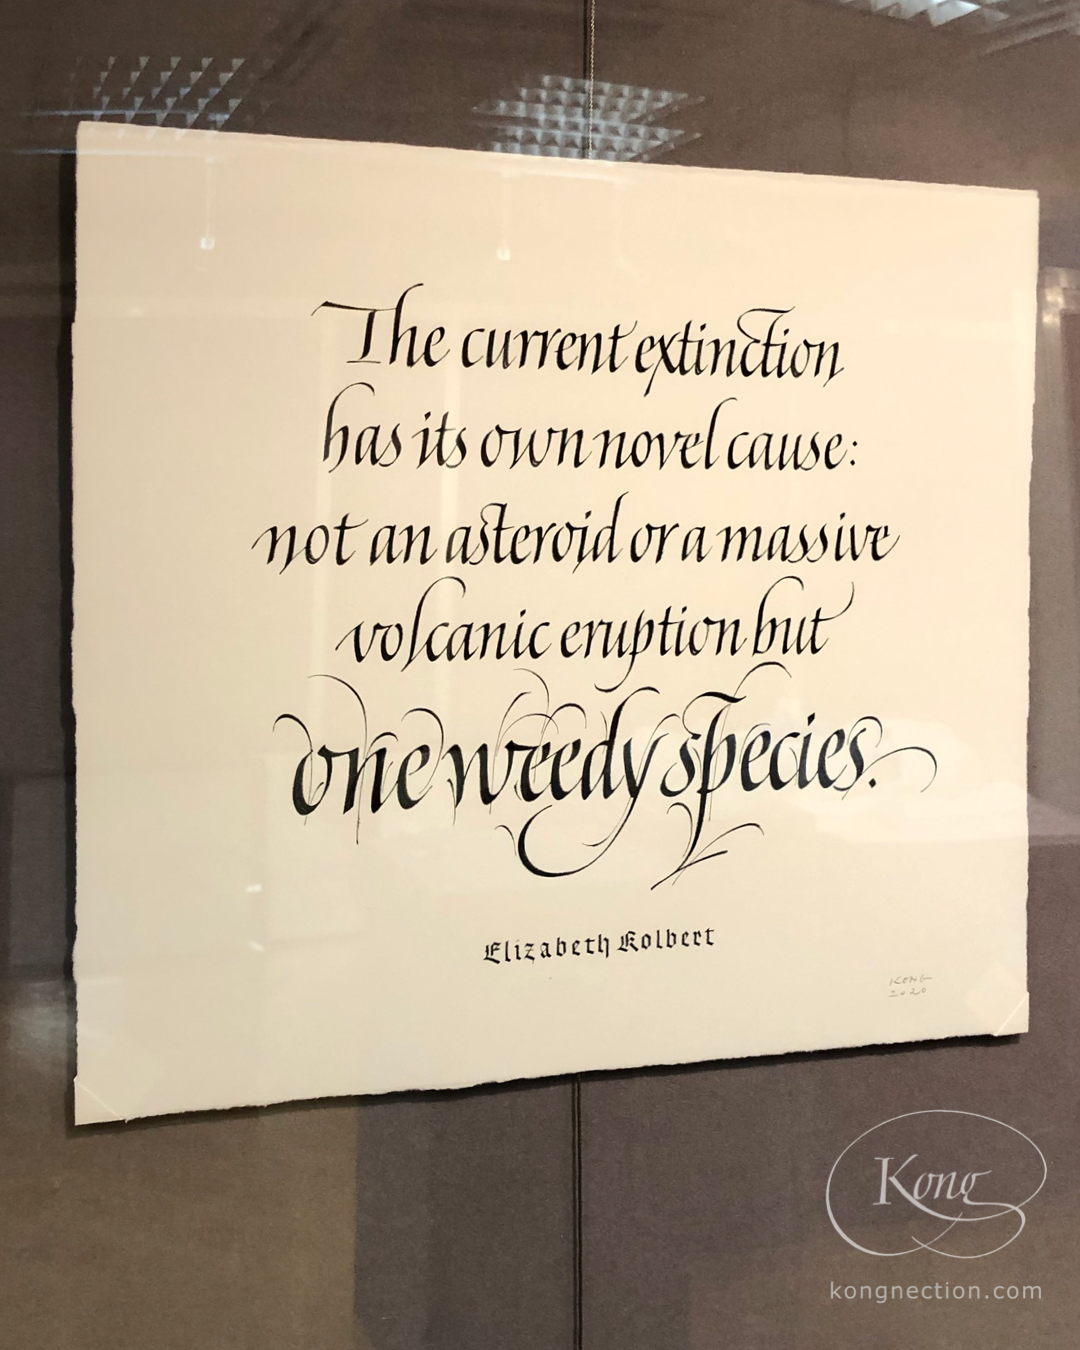 The current extinction
has its own novel cause:
not an asteroid or a massive
volcanic eruption but
one weedy species.
Elizabeth Kolbert
KONG
2020
Kong
kongnection.com